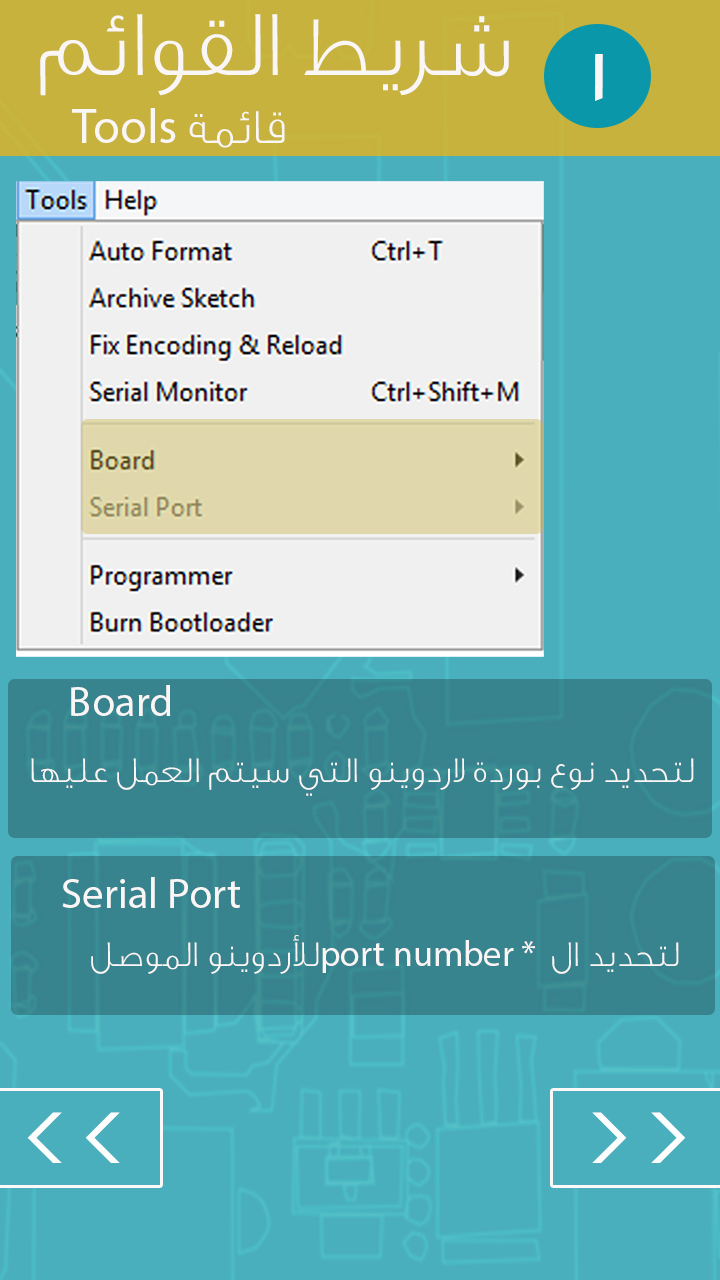 شريط القوائم
١
قائمة Tools
Tools Help
Auto Format Ctrl+T
Archive Sketch
Fix Encoding & Reload
Serial Monitor Ctrl+Shift+M
Board
Serial Port
Programmer
Burn Bootloader
Board
لتحديد نوع بوردة لاردوينو التي سيتم العمل عليها
Serial Port
لتحديد ال * port numberللأردوينو الموصل